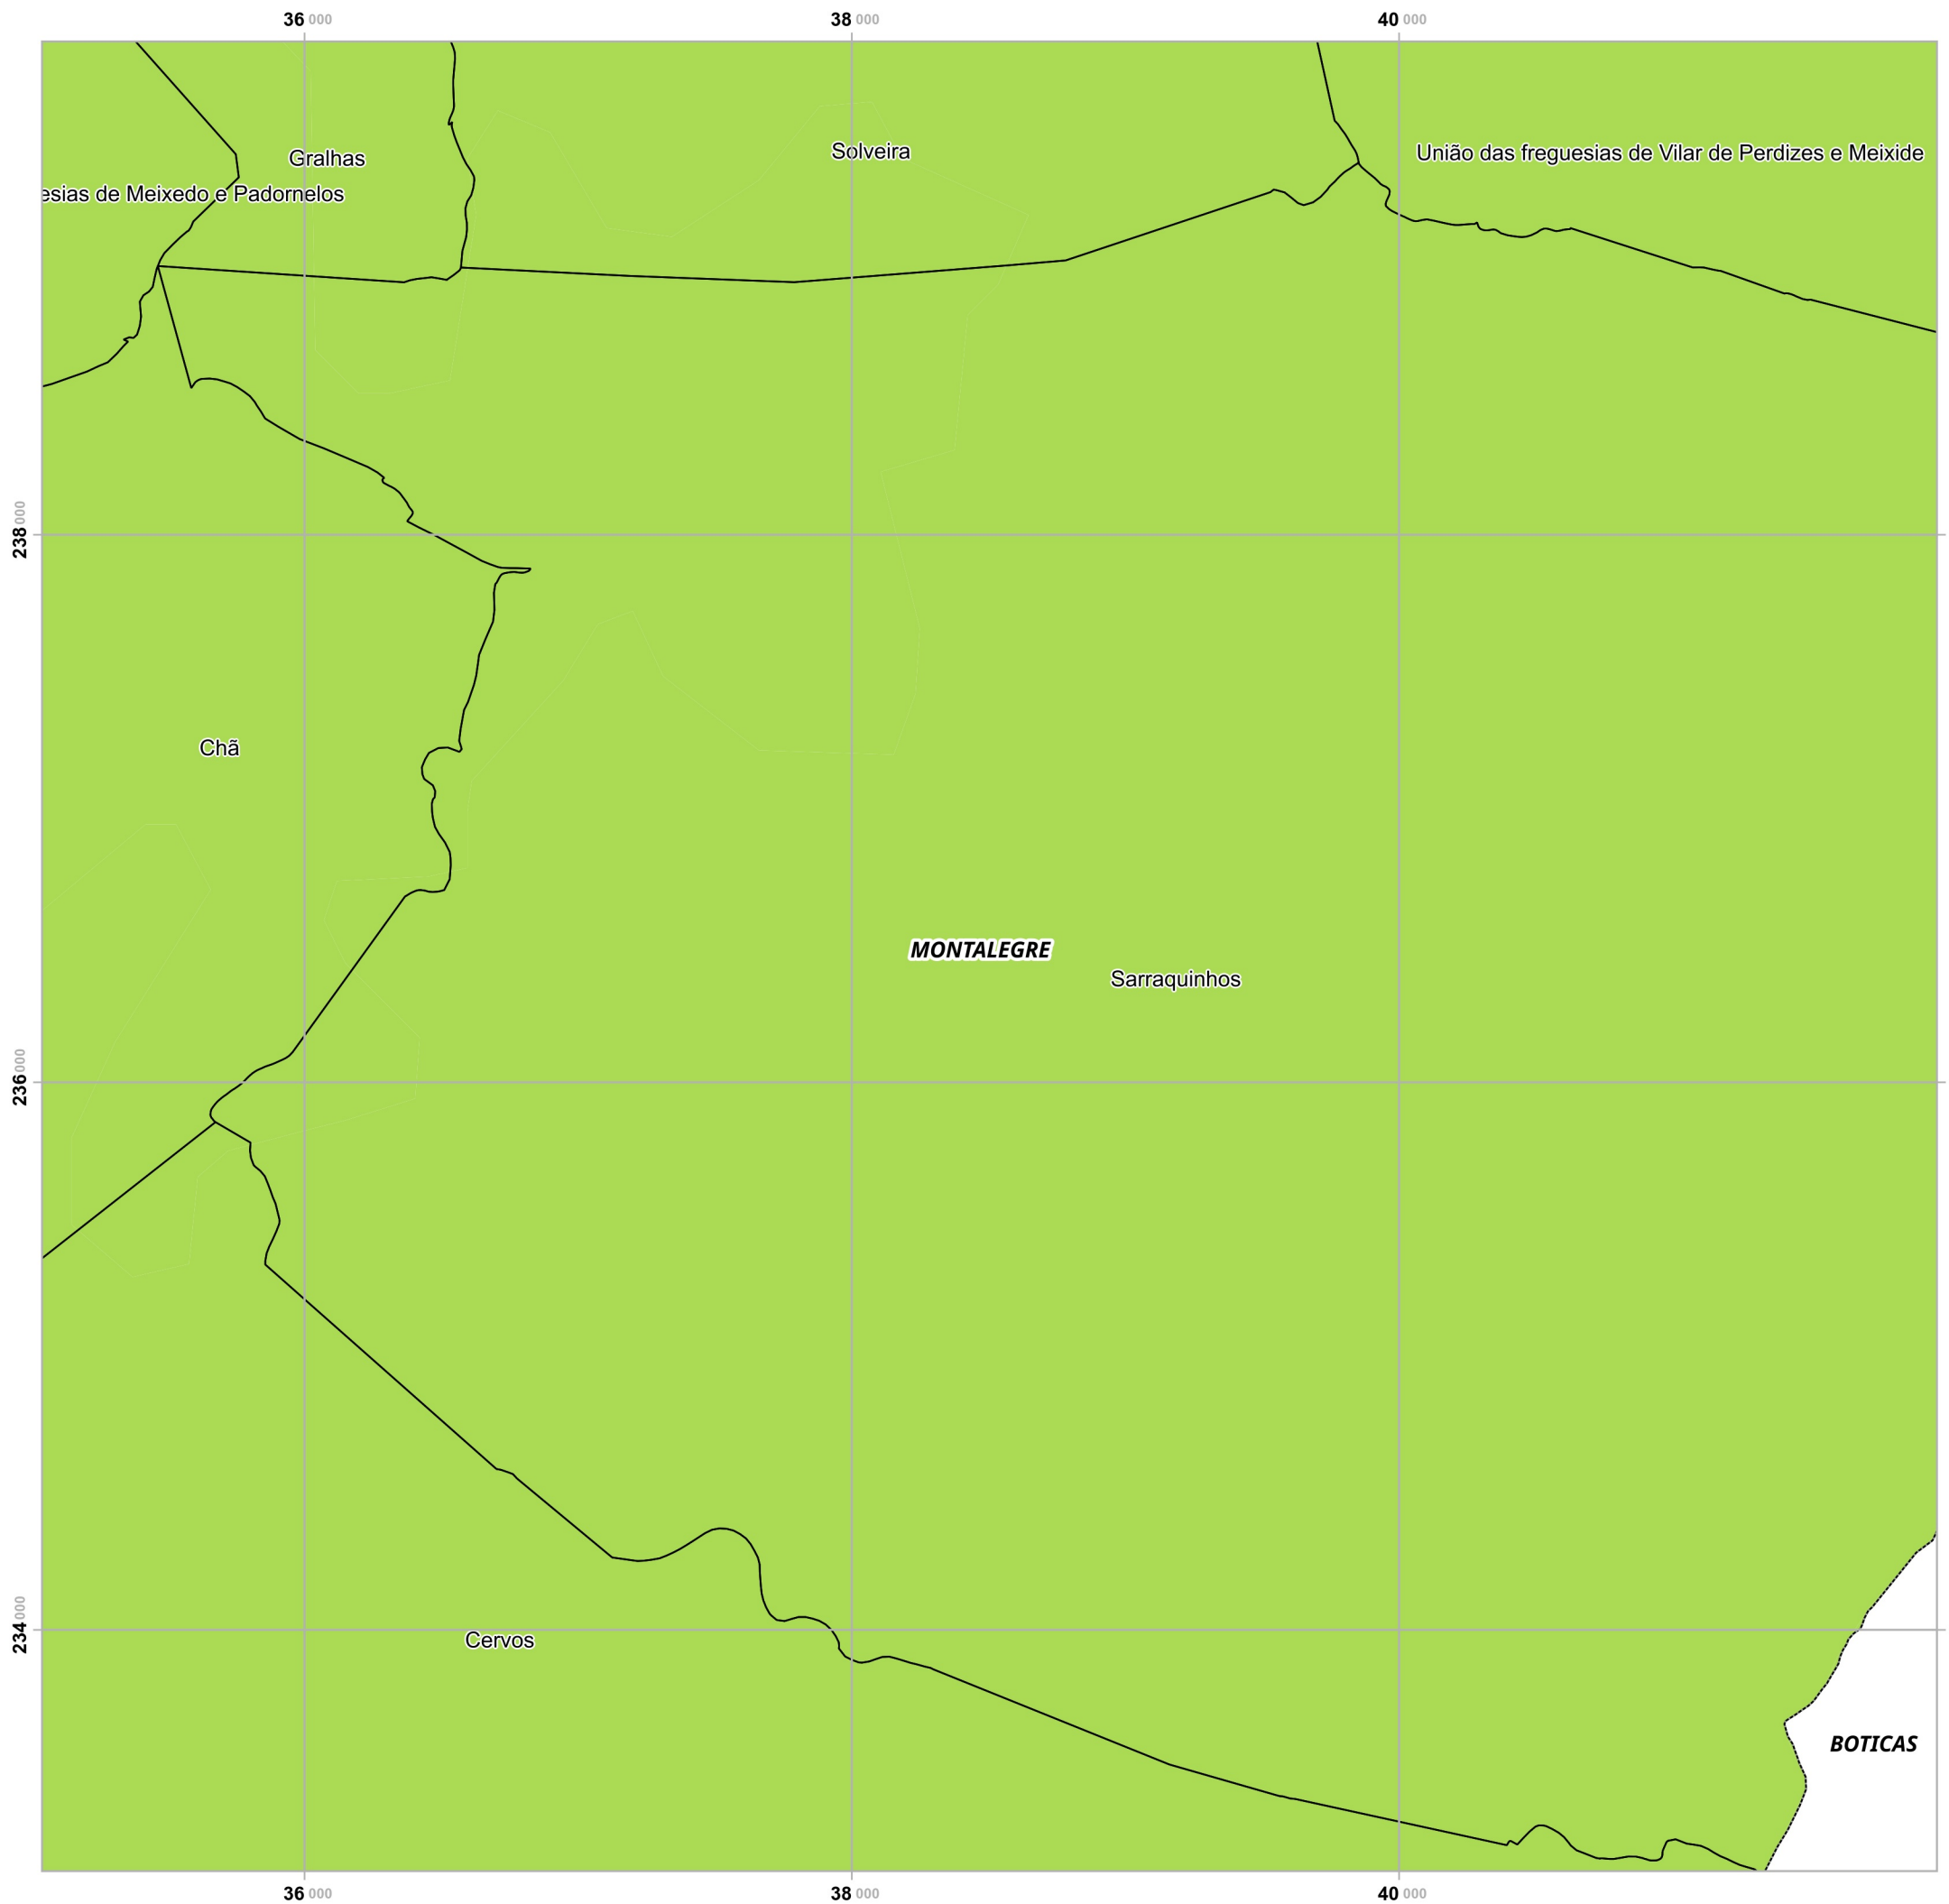 36 000 38 000 40 000
Solveira
União das freguesias de Vilar de Perdizes e Meixide
Gralhas
esias de Meixedo e Padornelos
238 000
Chã
MONTALEGRE
Sarraquinhos
236 000
234 000
Cervos
BOTICAS
36 000 38 000 40 000